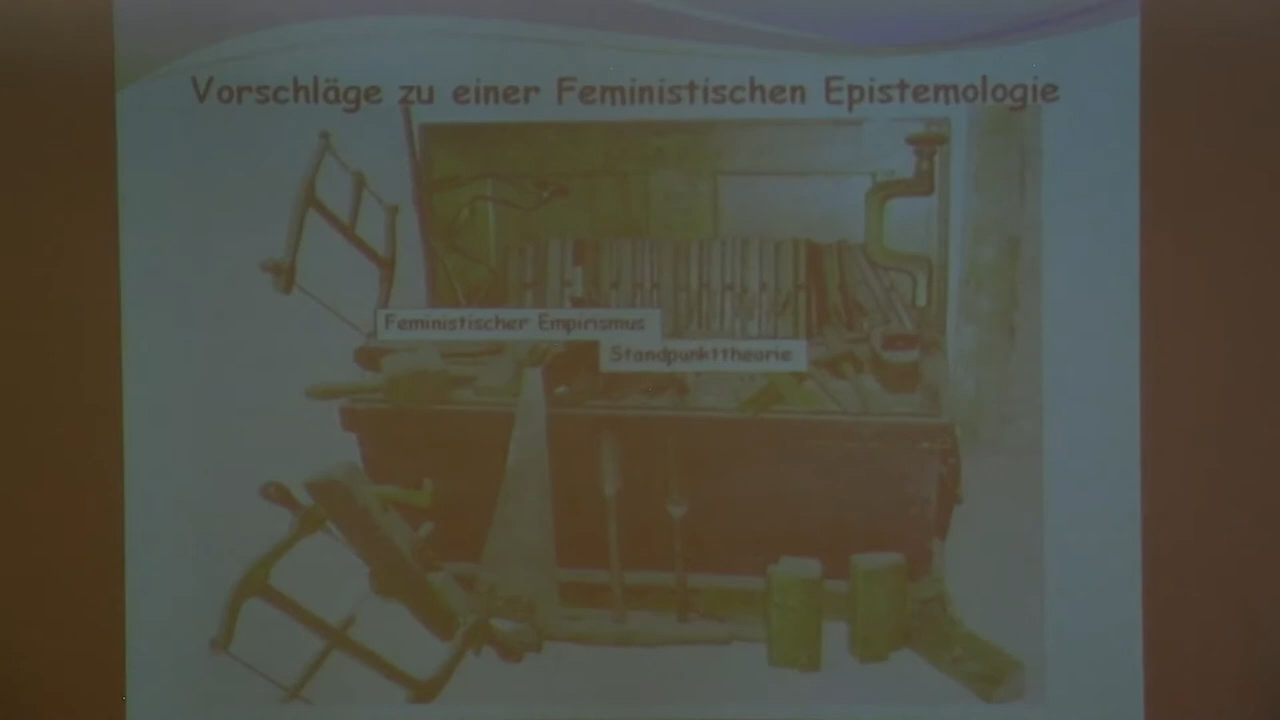 Vorschläge zu einer Feministischen Epistemologie
Feministischer Empirismus
Standpunkttheorie